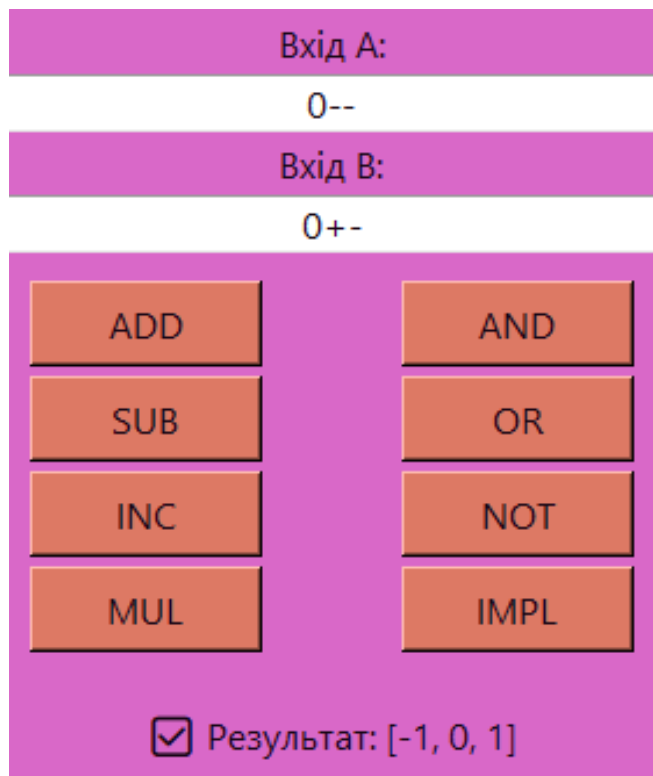 Вхід A:
0--
Вхід B:
0+-
ADD AND
SUB OR
INC NOT
MUL IMPL
Результат: [-1, 0, 1]